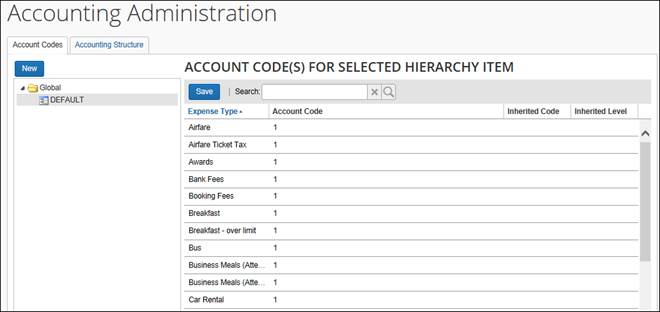 Accounting Administration
Account Codes Accounting Structure
New
Global
DEFAULT
ACCOUNT CODE(S) FOR SELECTED HIERARCHY ITEM
Save | Search:
Expense Type Account Code Inherited Code Inherited Level
Airfare 1
Airfare Ticket Tax 1
Awards 1
Bank Fees 1
Booking Fees 1
Breakfast 1
Breakfast - over limit 1
Bus 1
Business Meals (Atte... 1
Business Meals (Atte... 1
Car Rental 1